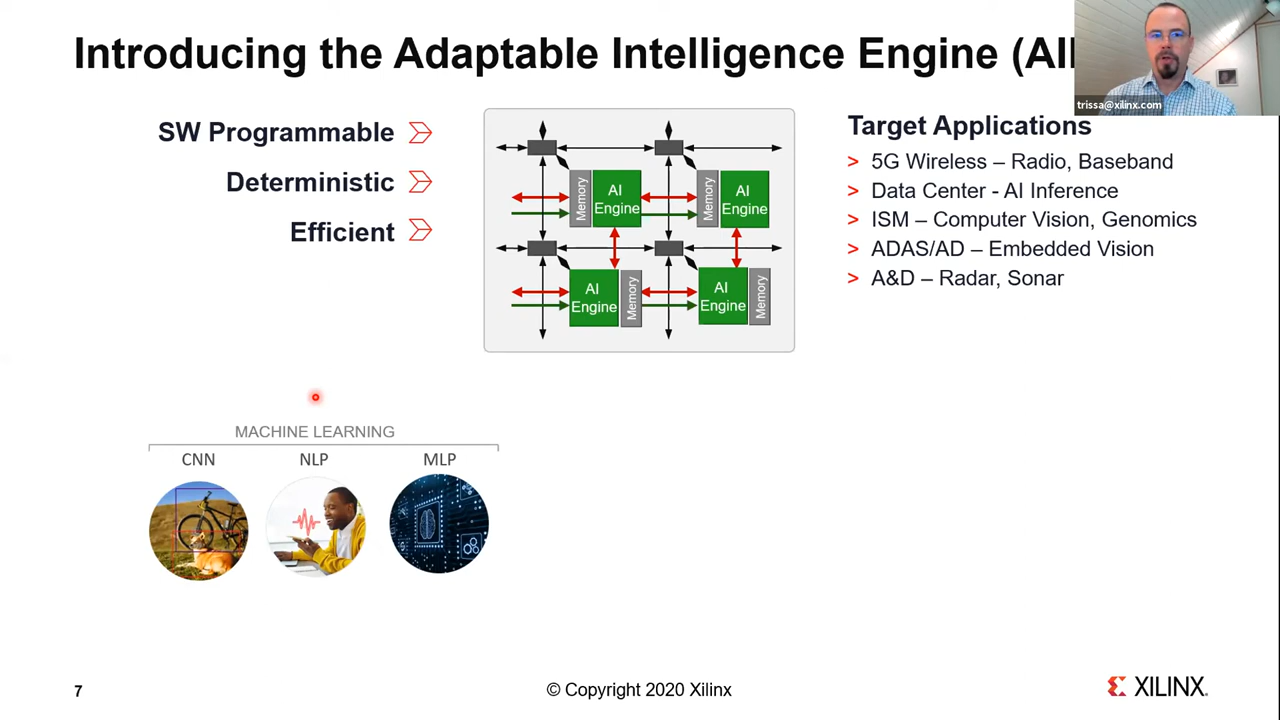 Introducing the Adaptable Intelligence Engine (AI
trissa@xilinx.com
SW Programmable
Deterministic
Efficient
Memory
AI
Engine
Memory
AI
Engine
AI
Engine
Memory
AI
Engine
Memory
Target Applications
> 5G Wireless – Radio, Baseband
> Data Center - AI Inference
> ISM – Computer Vision, Genomics
> ADAS/AD – Embedded Vision
> A&D – Radar, Sonar
MACHINE LEARNING
CNN
NLP
MLP
7
© Copyright 2020 Xilinx
XILINX